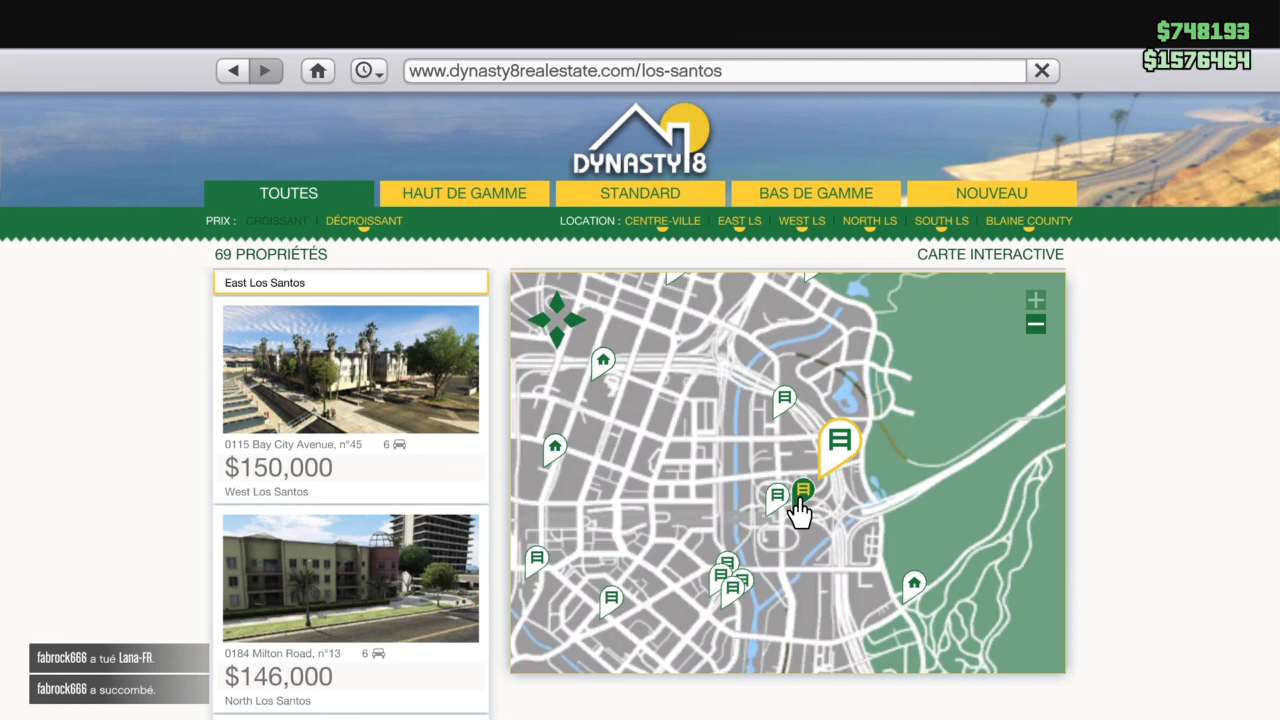 $748193
$1576464
www.dynasty8realestate.com/los-santos
DYNASTY 8
TOUTES
HAUT DE GAMME
STANDARD
BAS DE GAMME
NOUVEAU
PRIX : CROISSANT DÉCROISSANT
LOCATION : CENTRE-VILLE EAST LS WEST LS NORTH LS SOUTH LS BLAINE COUNTY
69 PROPRIÉTÉS
CARTE INTERACTIVE
East Los Santos
0115 Bay City Avenue, n°45 6
$150,000
West Los Santos
0184 Milton Road, n°13 6
$146,000
North Los Santos
fabrock666 a tué Lana-FR.
fabrock666 a succombé.